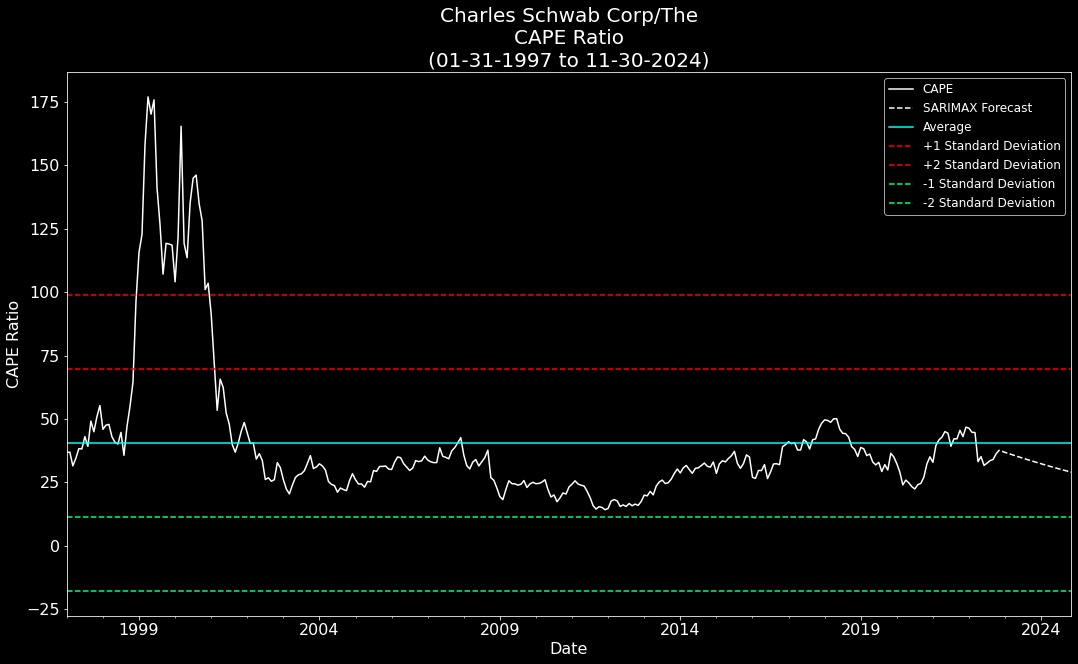 Charles Schwab Corp/The
CAPE Ratio
(01-31-1997 to 11-30-2024)
CAPE
SARIMAX Forecast
Average
+1 Standard Deviation
+2 Standard Deviation
-1 Standard Deviation
-2 Standard Deviation
CAPE Ratio
175
150
125
100
75
50
25
0
−25
1999
2004
2009
2014
2019
2024
Date